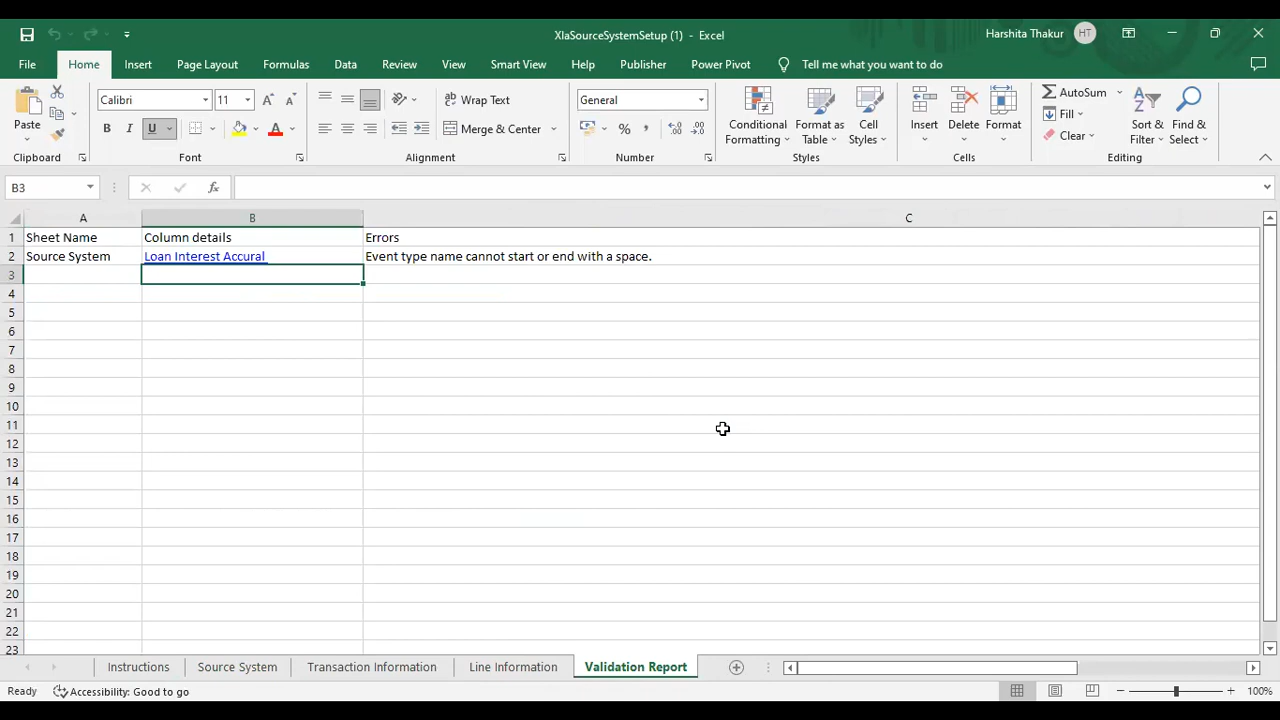 XlaSourceSystemSetup (1) - Excel
Harshita Thakur HT
File Home Insert Page Layout Formulas Data Review View Smart View Help Publisher Power Pivot Tell me what you want to do
Paste
Clipboard
Calibri 11 A A
B I U A
Font
Wrap Text
Merge & Center
Alignment
General
% ,
Number
Conditional Formatting
Format as Table
Cell Styles
Styles
Insert Delete Format
Cells
AutoSum
Fill
Clear
Sort & Filter
Find & Select
Editing
B3 fx
A B C
1 Sheet Name Column details Errors
2 Source System Loan Interest Accural Event type name cannot start or end with a space.
3
4
5
6
7
8
9
10
11
12
13
14
15
16
17
18
19
20
21
22
23
Instructions Source System Transaction Information Line Information Validation Report
Ready Accessibility: Good to go 100%